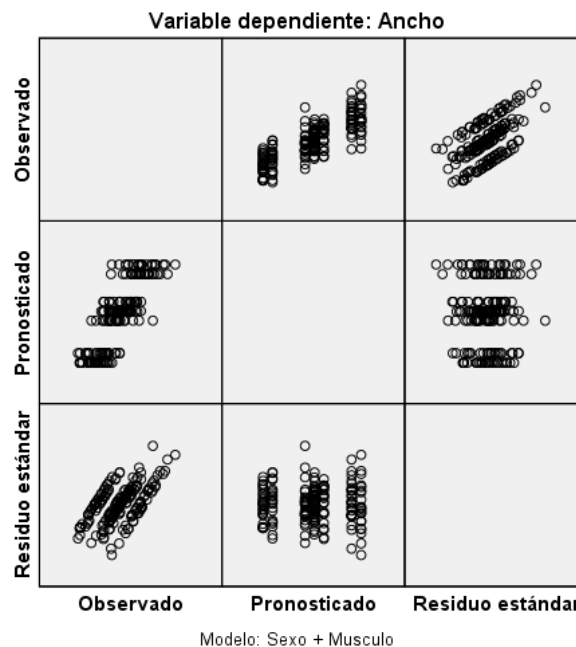 Variable dependiente: Ancho
Observado
Pronosticado
Residuo estándar
Observado
Pronosticado
Residuo estándar
Modelo: Sexo + Musculo